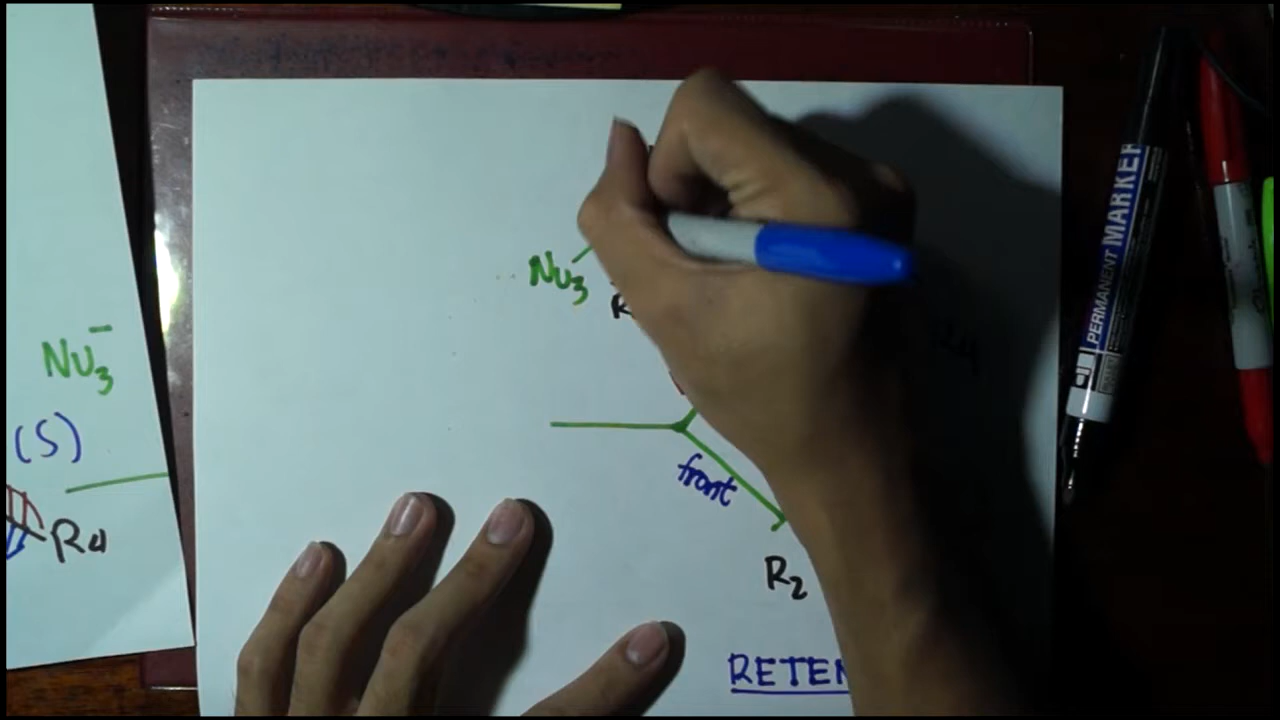 Nu3
front
R2
RETEN
Nu3⁻
(S)
R4
PERMANENT MARKER